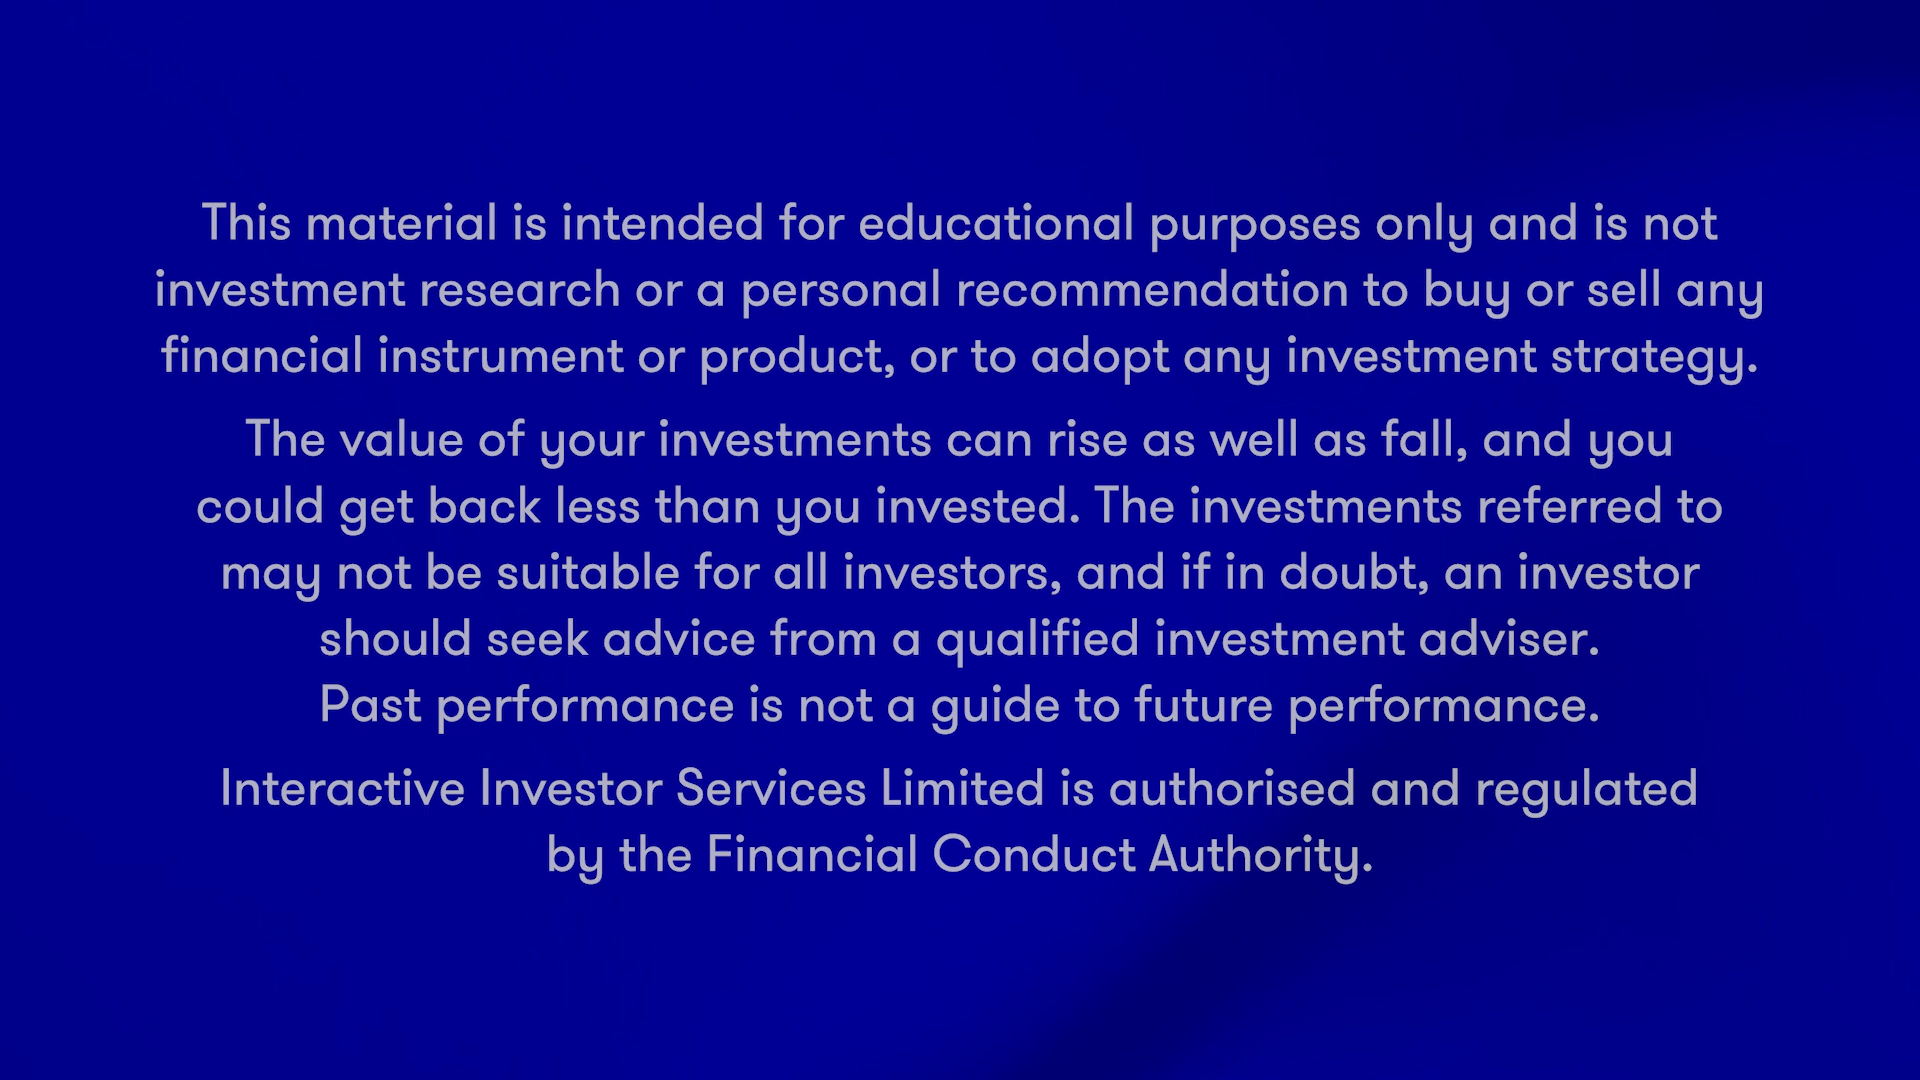 This material is intended for educational purposes only and is not
investment research or a personal recommendation to buy or sell any
financial instrument or product, or to adopt any investment strategy.
The value of your investments can rise as well as fall, and you
could get back less than you invested. The investments referred to
may not be suitable for all investors, and if in doubt, an investor
should seek advice from a qualified investment adviser.
Past performance is not a guide to future performance.
Interactive Investor Services Limited is authorised and regulated
by the Financial Conduct Authority.